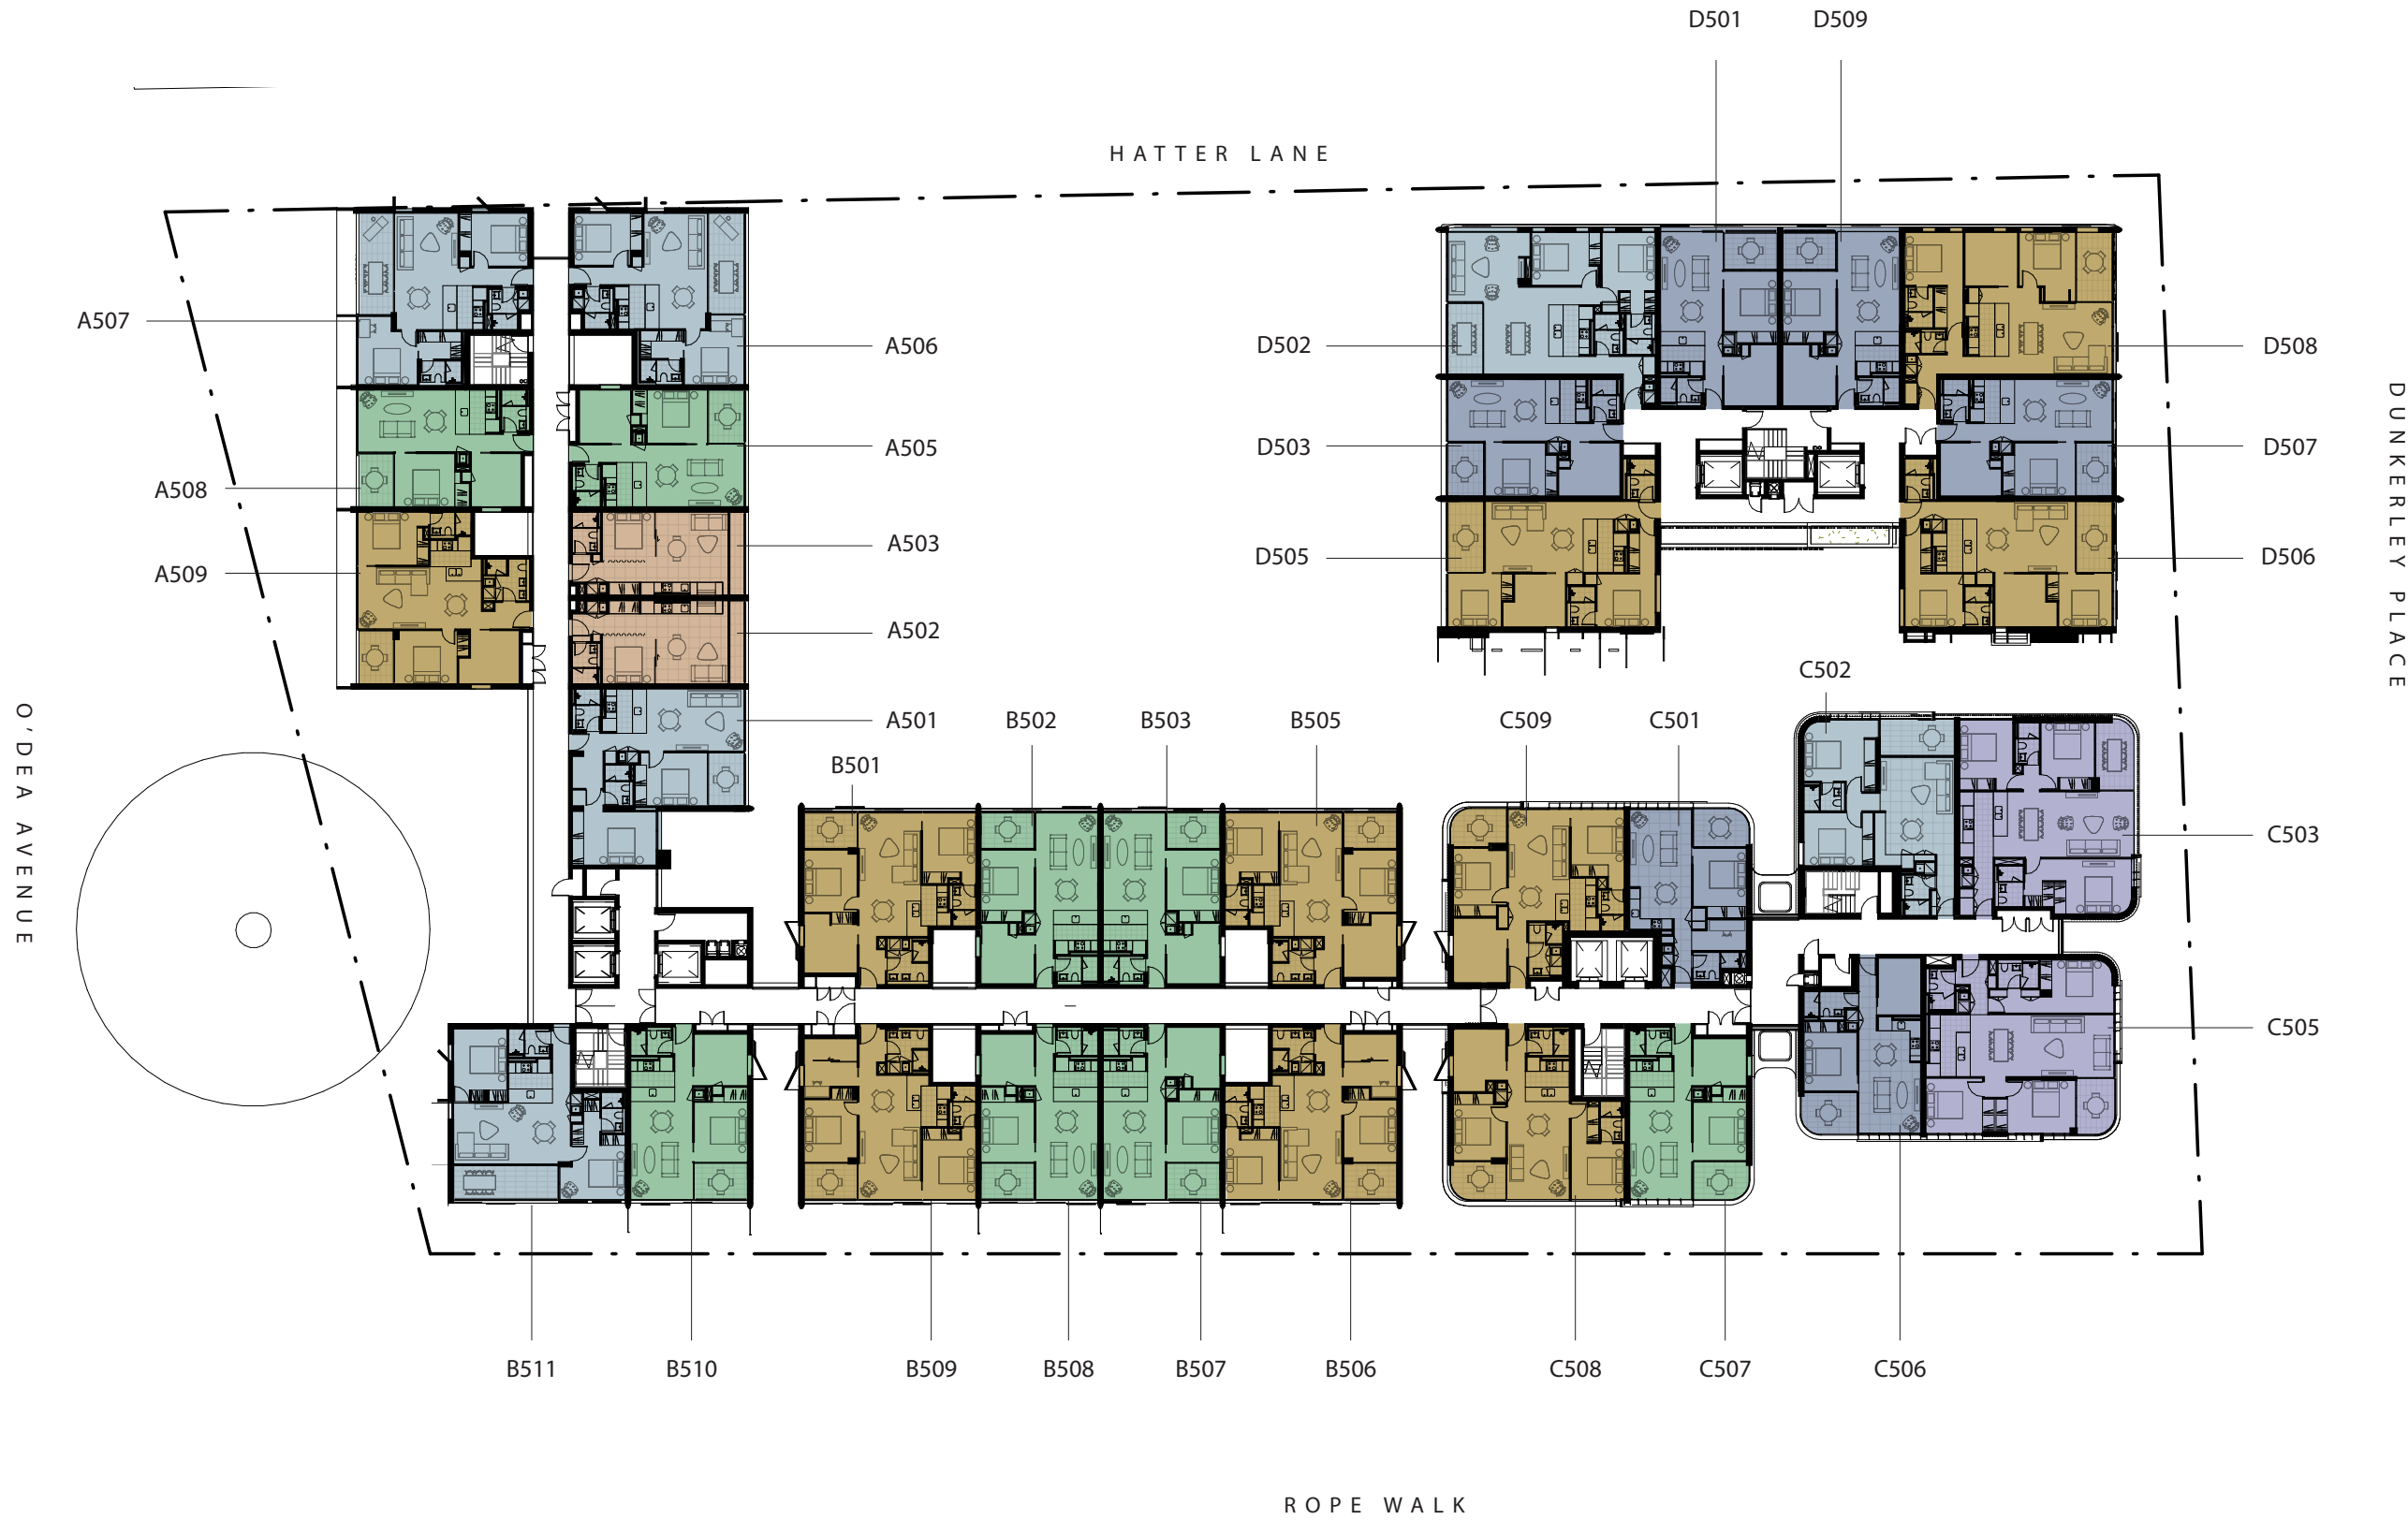 D501 D509
HATTER LANE
A507
A506
D502
D508
A505
D503
D507
A508
A503
D505
D506
A509
A502
DUNKERLEY PLACE
C502
A501 B502 B503 B505 C509 C501
B501
C503
O'DEA AVENUE
C505
B511 B510 B509 B508 B507 B506 C508 C507 C506
ROPE WALK